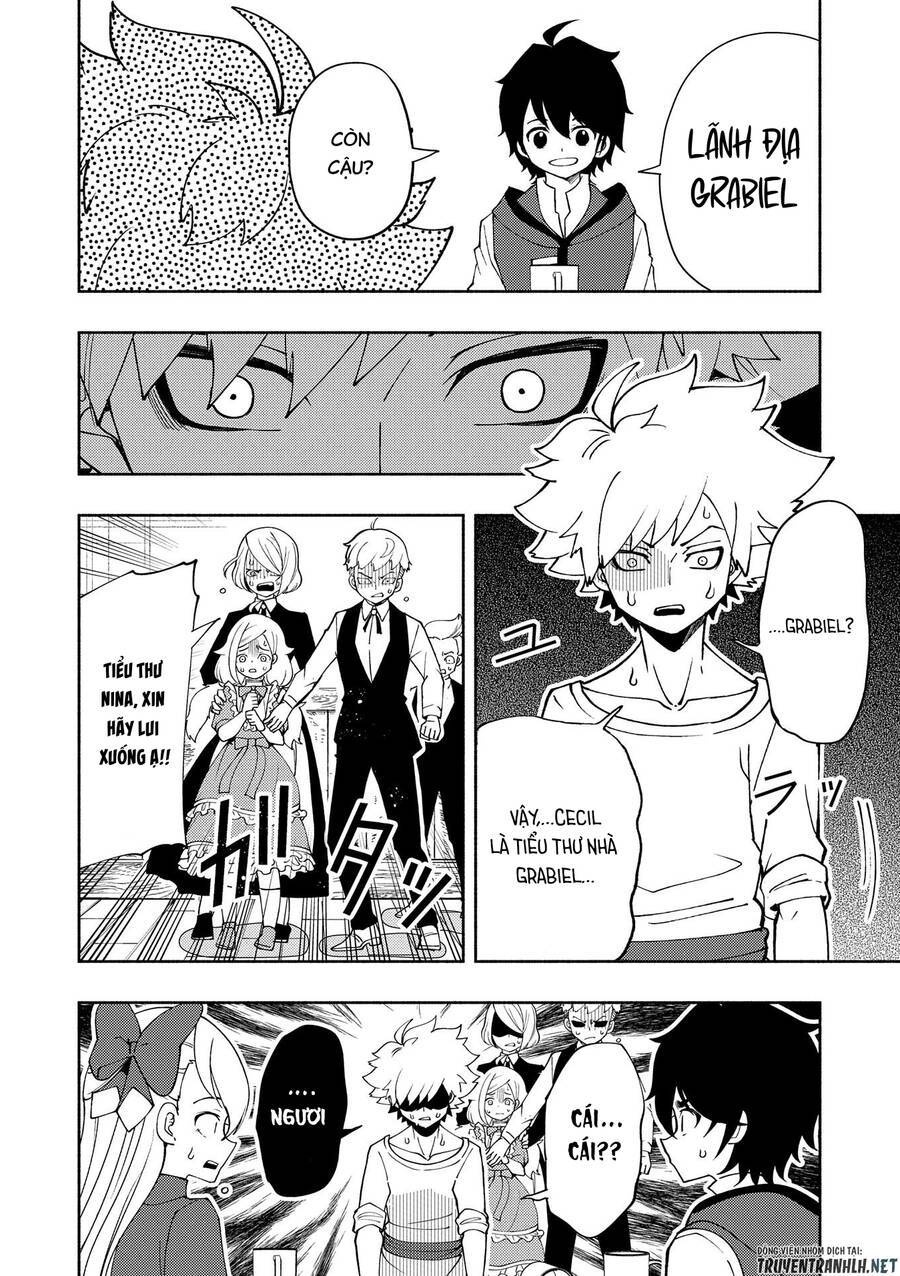 LÃNH ĐỊA
GRABIEL
CÒN
CẬU?
....GRABIEL?
ユ
ラッ
VẬY,...CECIL
LÀ TIỂU THƯ NHÀ
GRABIEL...
TIỂU THƯ
NINA, XIN
HÃY LUI
XUỐNG Ạ!!
ガタッ
CÁI...
CÁI??
....
NGƯƠI
ĐỘNG VIÊN NHÓM DỊCH TẠI:
TRUYENTRANHLH.NET